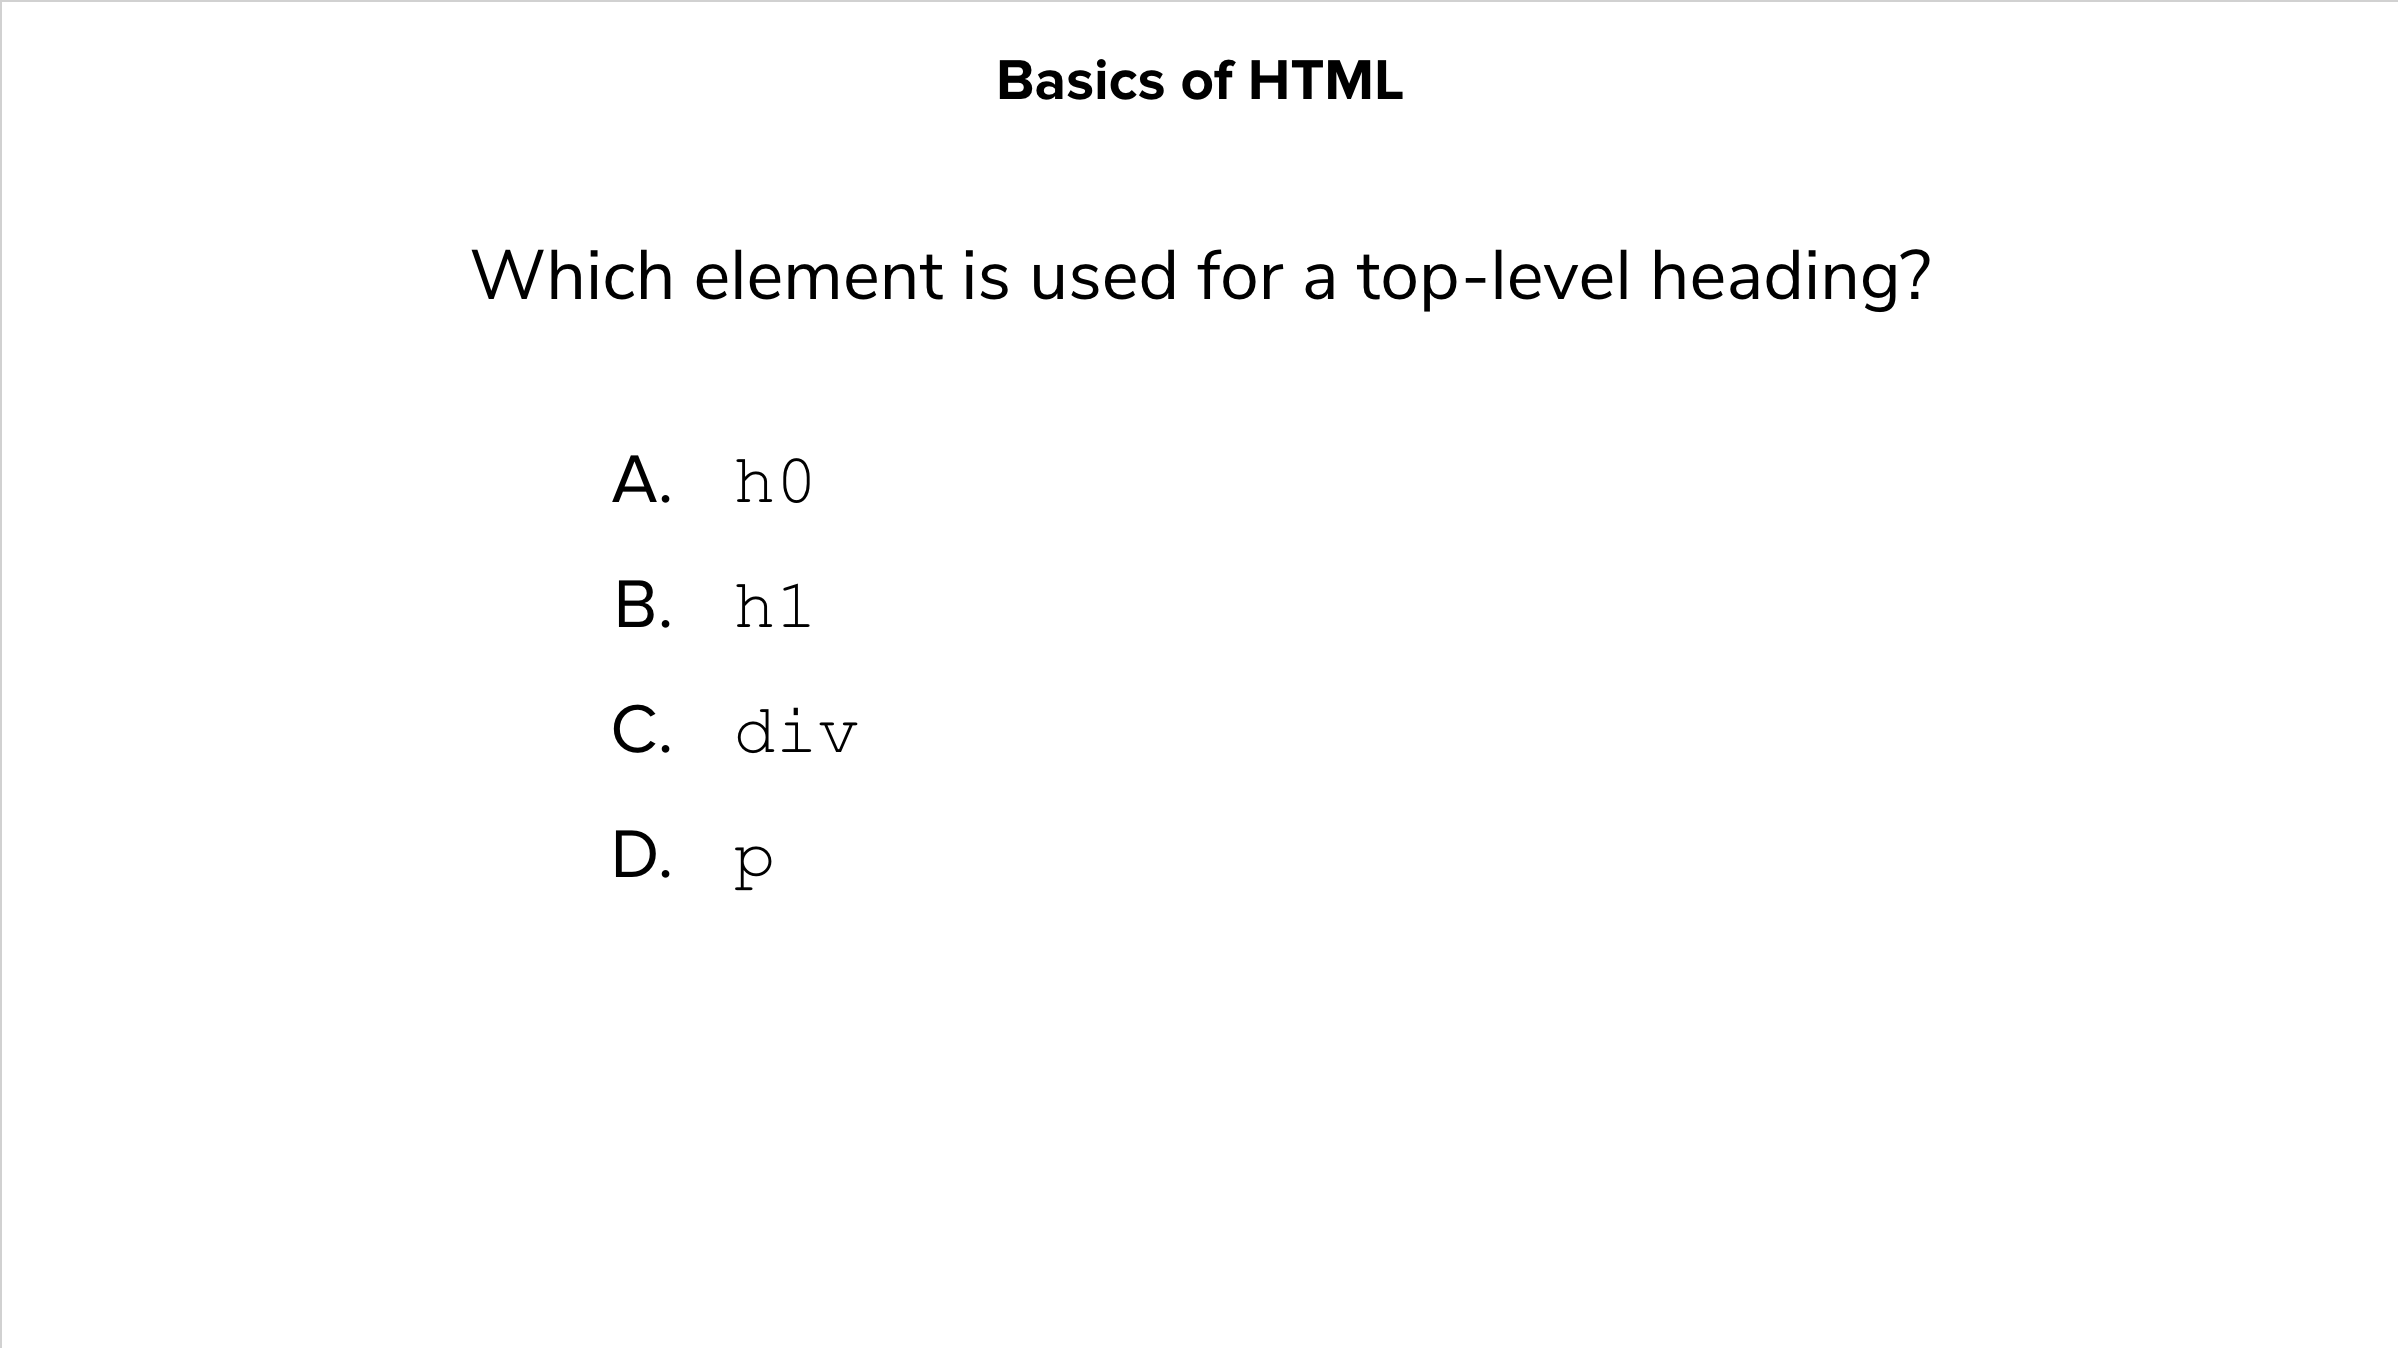 Basics of HTML
Which element is used for a top-level heading?
A. h0
B. h1
C. div
D. p